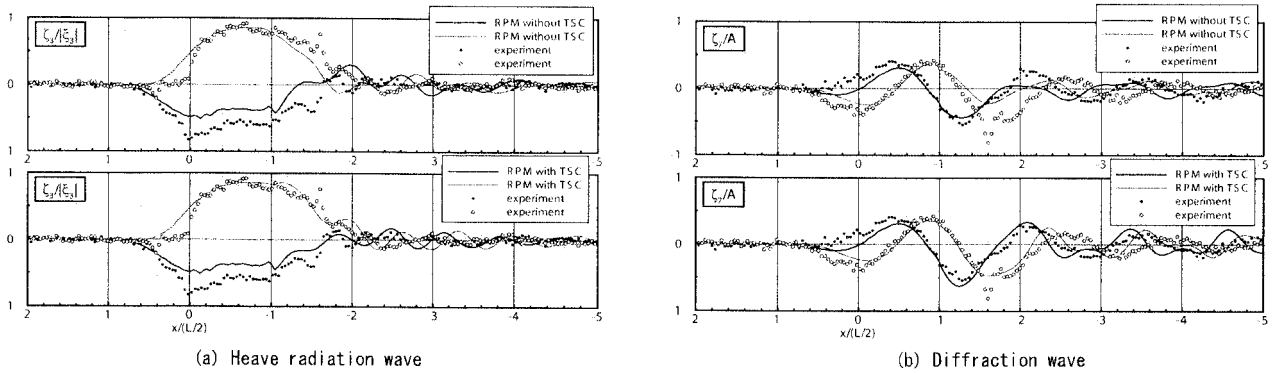 1
ζ₃/|ξ₃|
RPM without TSC
RPM without TSC
experiment
experiment
0
1
2 1 0 -1 -2 -3 -4 -5
1
ζ₃/|ξ₃|
RPM with TSC
RPM with TSC
experiment
experiment
0
1
2 1 0 -1 -2 -3 -4 -5
x/(L/2)
(a) Heave radiation wave
1
ζ₇/A
RPM without TSC
RPM without TSC
experiment
experiment
0
-1
2 1 0 -1 -2 -3 -4 -5
1
ζ₇/A
RPM with TSC
RPM with TSC
experiment
experiment
0
1
2 1 0 -1 -2 -3 -4 -5
x/(L/2)
(b) Diffraction wave